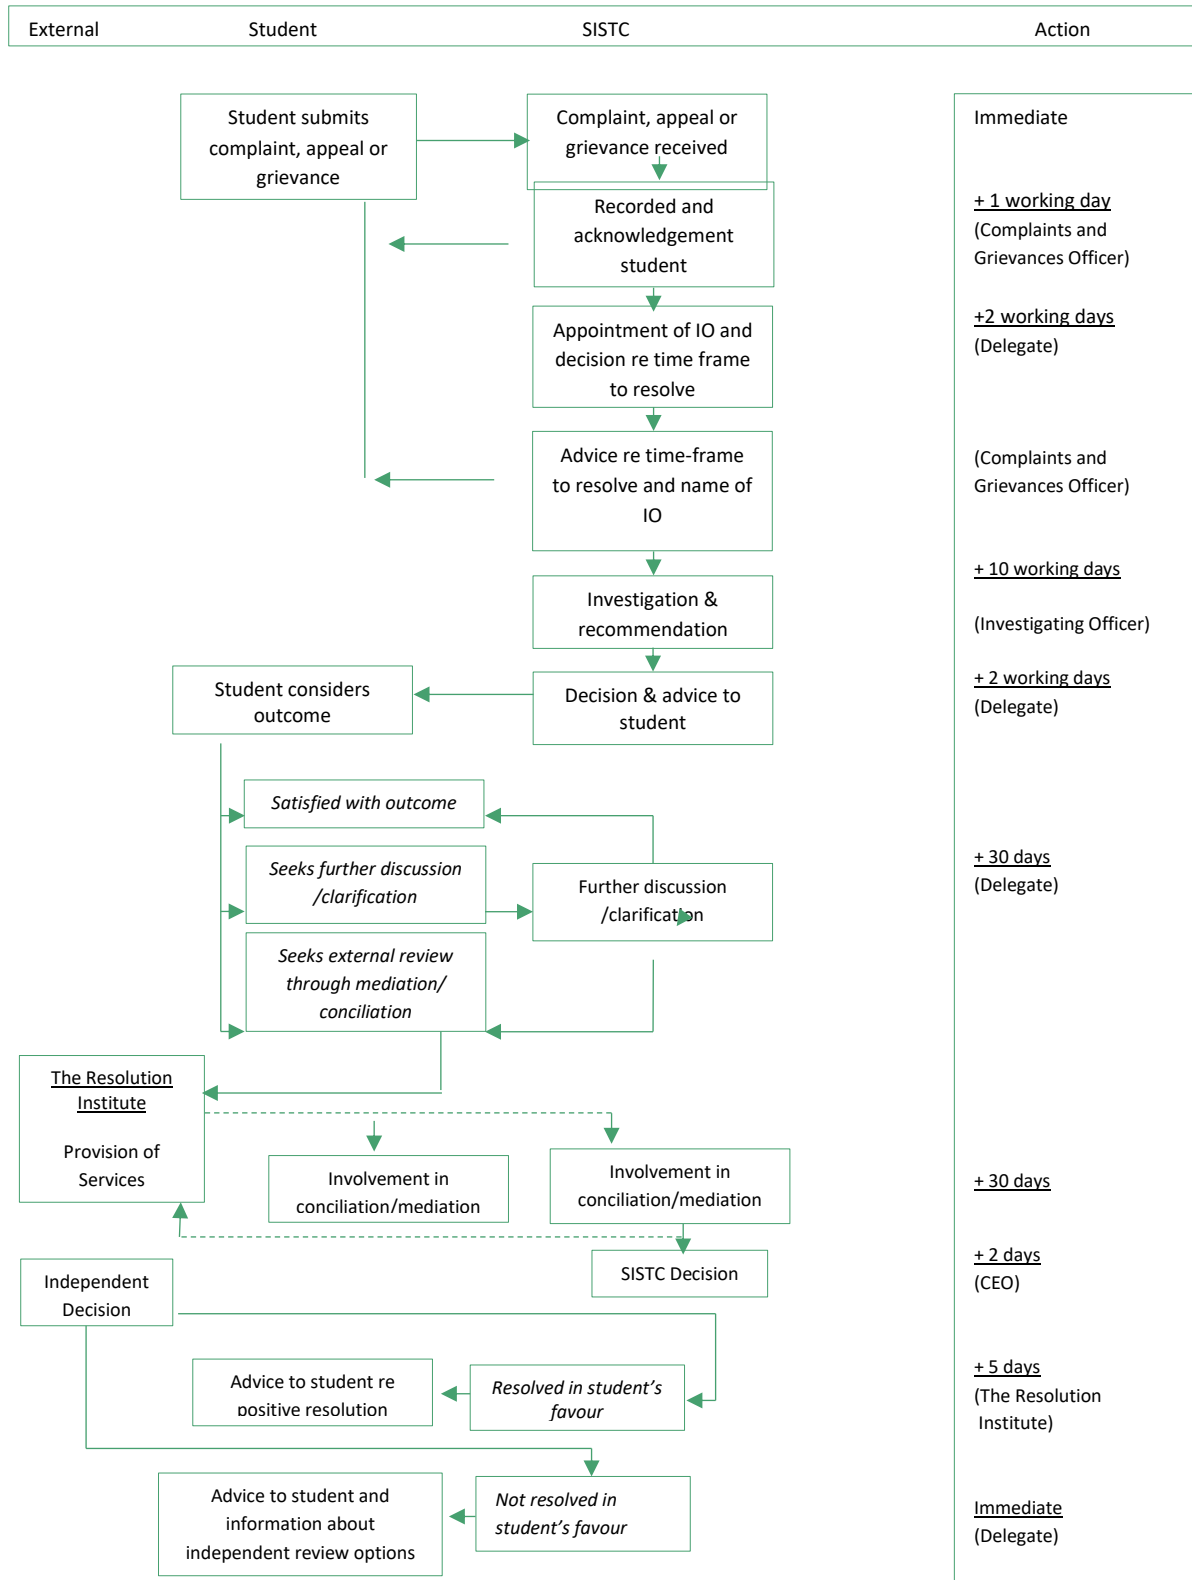 External Student SISTC Action
Student submits
complaint, appeal or
grievance
Complaint, appeal or
grievance received
Immediate
Recorded and
acknowledgement
student
+ 1 working day
(Complaints and
Grievances Officer)
Appointment of IO and
decision re time frame
to resolve
+2 working days
(Delegate)
Advice re time-frame
to resolve and name of
IO
(Complaints and
Grievances Officer)
Investigation &
recommendation
+ 10 working days
(Investigating Officer)
Student considers
outcome
Decision & advice to
student
+ 2 working days
(Delegate)
Satisfied with outcome
Seeks further discussion
/clarification
Further discussion
/clarification
+ 30 days
(Delegate)
Seeks external review
through mediation/
conciliation
The Resolution
Institute
Provision of
Services
Involvement in
conciliation/mediation
Involvement in
conciliation/mediation
+ 30 days
SISTC Decision
+ 2 days
(CEO)
Independent
Decision
Advice to student re
positive resolution
Resolved in student’s
favour
+ 5 days
(The Resolution
Institute)
Advice to student and
information about
independent review options
Not resolved in
student’s favour
Immediate
(Delegate)